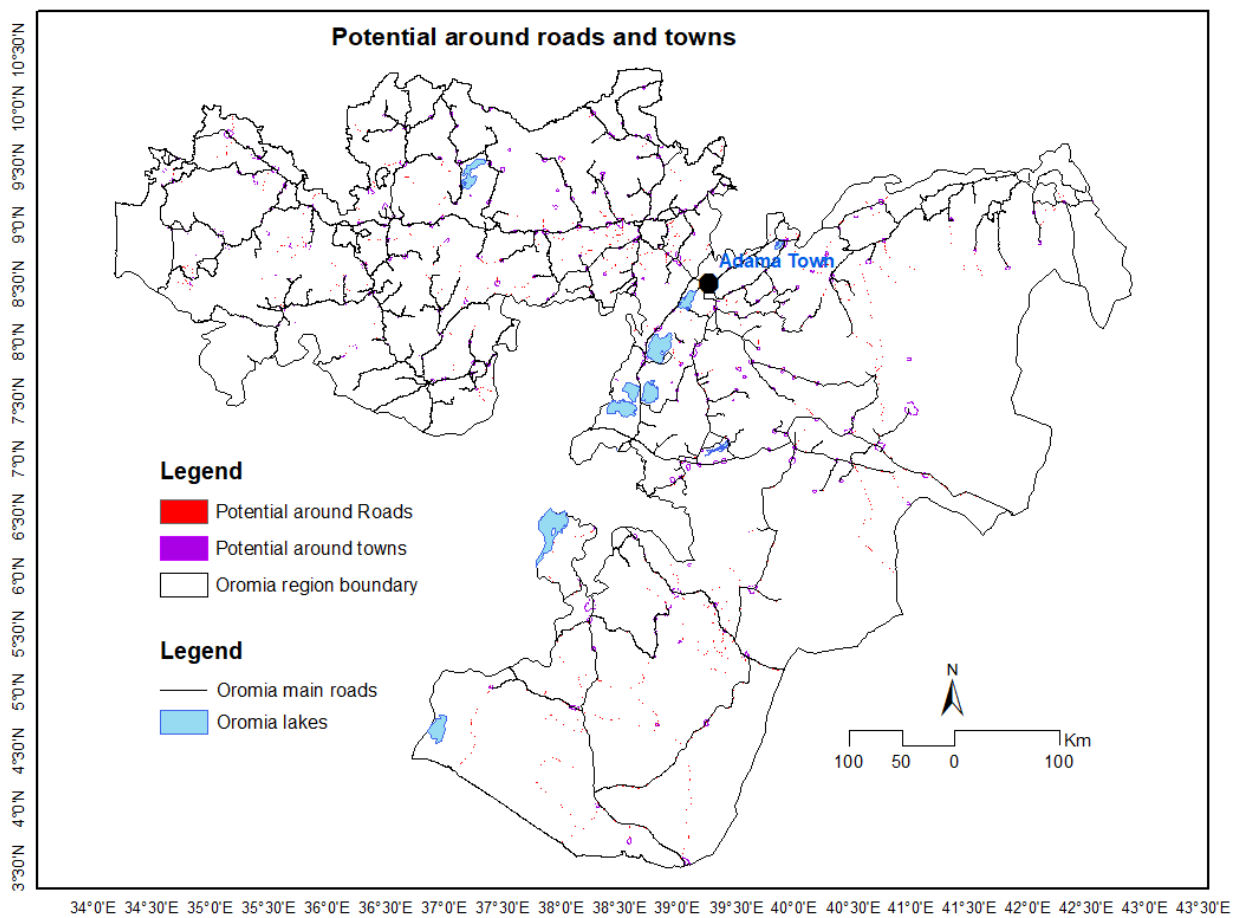 Potential around roads and towns
10°30'N
10°0'N
9°30'N
9°0'N
8°30'N
8°0'N
7°30'N
7°0'N
6°30'N
6°0'N
5°30'N
5°0'N
4°30'N
4°0'N
3°30'N
Adama Town
Legend
Potential around Roads
Potential around towns
Oromia region boundary
Legend
Oromia main roads
Oromia lakes
N
Km
100 50 0 100
34°0'E 34°30'E 35°0'E 35°30'E 36°0'E 36°30'E 37°0'E 37°30'E 38°0'E 38°30'E 39°0'E 39°30'E 40°0'E 40°30'E 41°0'E 41°30'E 42°0'E 42°30'E 43°0'E 43°30'E